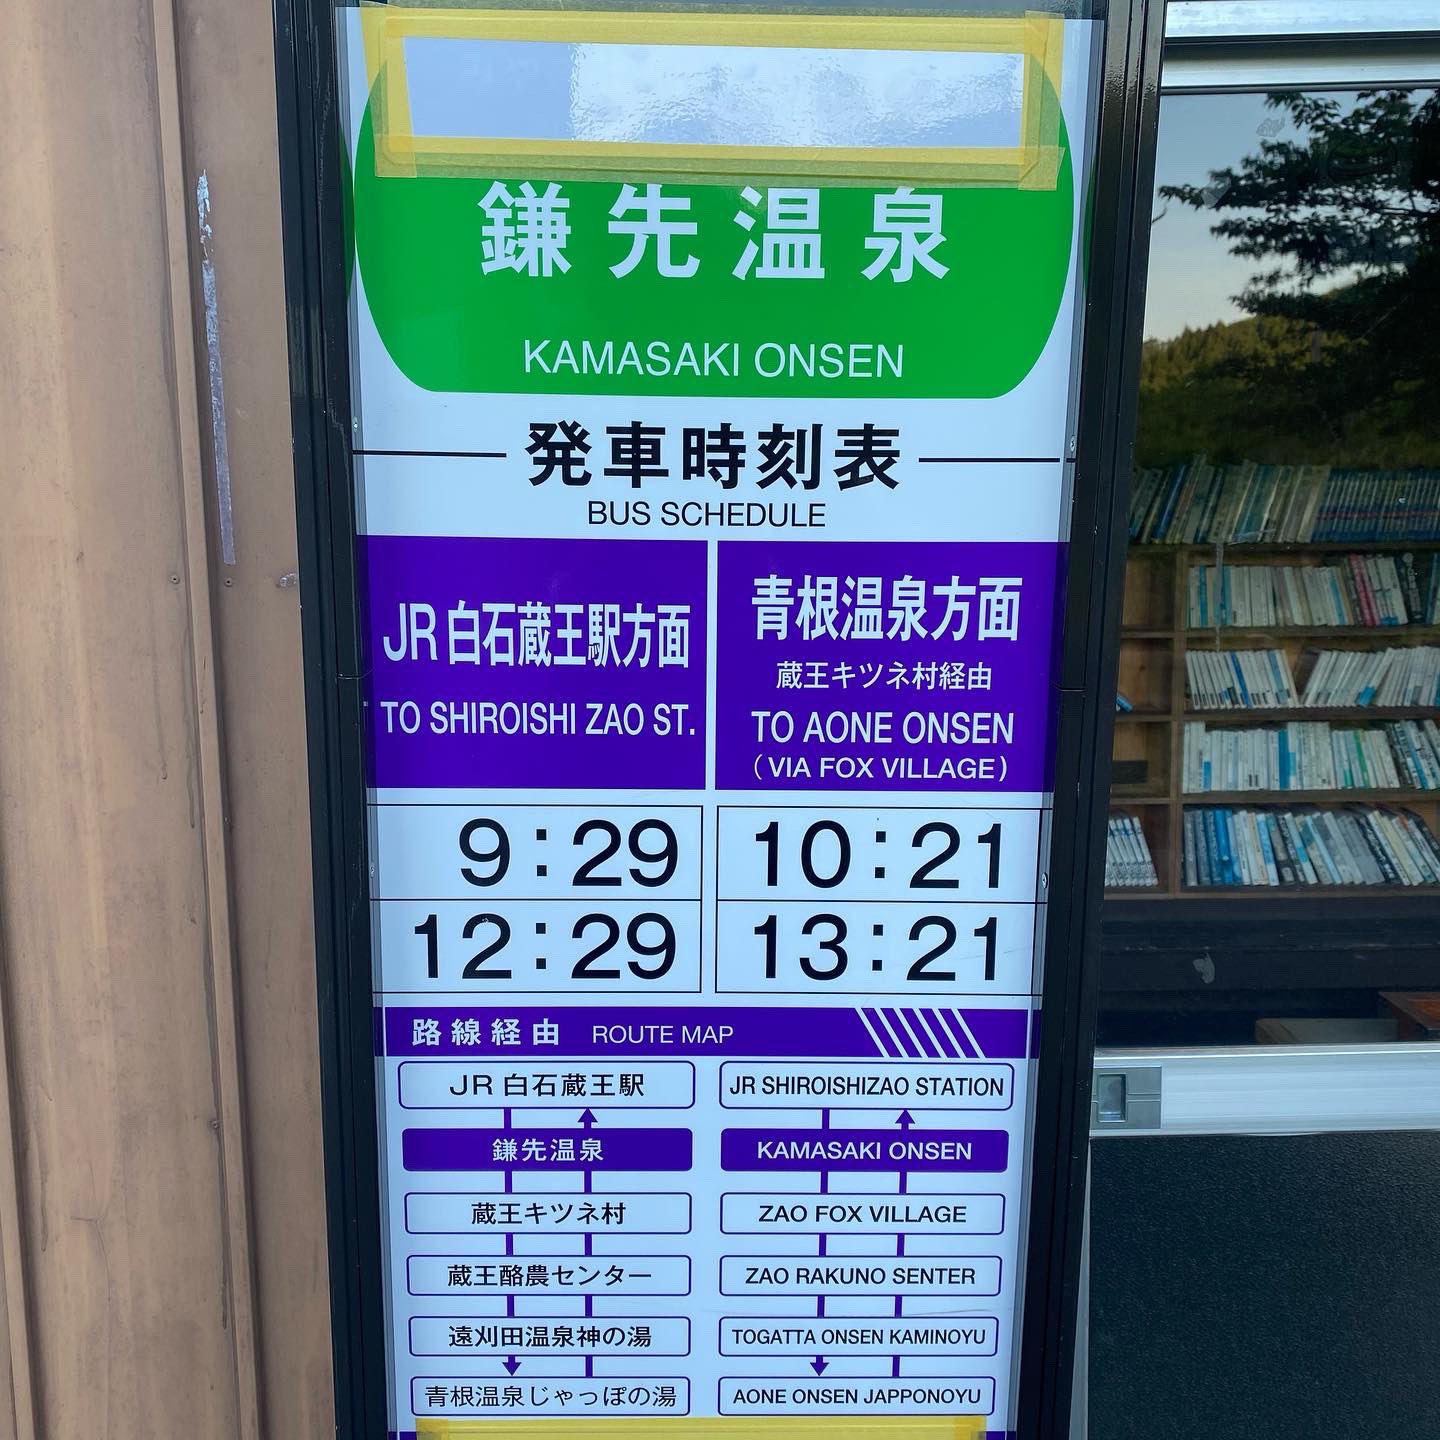 鎌先温泉
KAMASAKI ONSEN
発車時刻表
BUS SCHEDULE
JR白石蔵王駅方面
TO SHIROISHI ZAO ST.
青根温泉方面
蔵王キツネ村経由
TO AONE ONSEN
(VIA FOX VILLAGE)
9:29
10:21
12:29
13:21
路線経由 ROUTE MAP
JR 白石蔵王駅
JR SHIROISHIZAO STATION
鎌先温泉
KAMASAKI ONSEN
蔵王キツネ村
ZAO FOX VILLAGE
蔵王酪農センター
ZAO RAKUNO SENTER
遠刈田温泉神の湯
TOGATTA ONSEN KAMINOYU
青根温泉じゃっぽの湯
AONE ONSEN JAPPONOYU